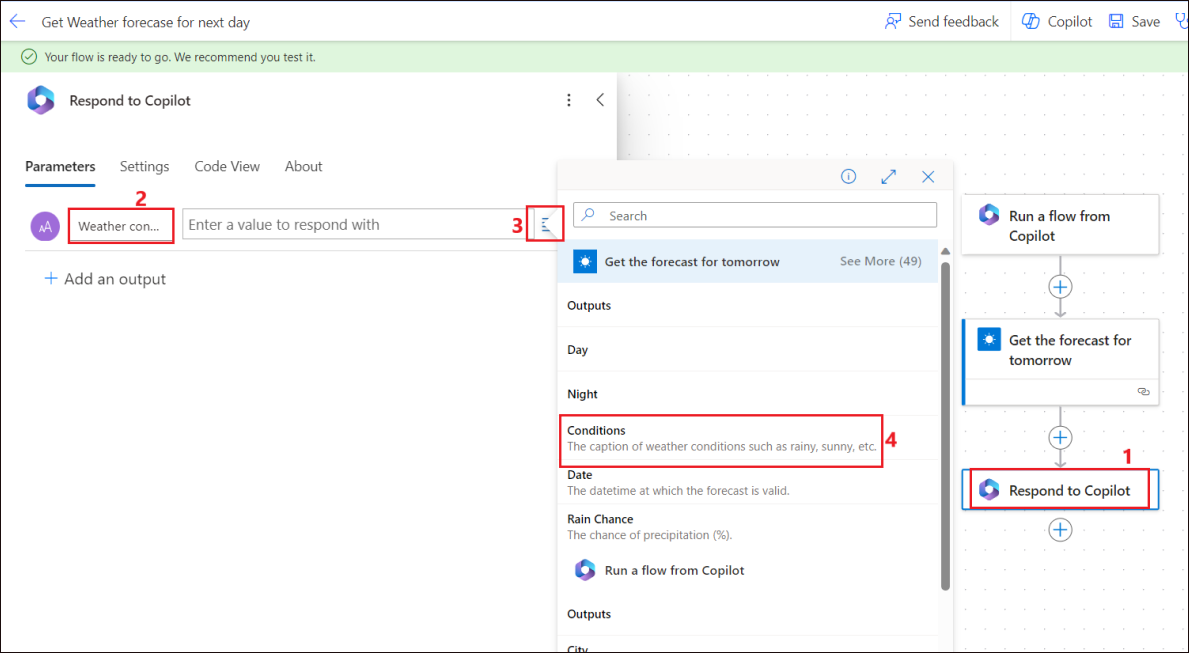 Get Weather forecase for next day
Send feedback
Copilot
Save
Your flow is ready to go. We recommend you test it.
Respond to Copilot
Parameters
Settings
Code View
About
2
AA
Weather con...
Enter a value to respond with
3
Add an output
Search
Get the forecast for tomorrow
See More (49)
Outputs
Day
Night
Conditions
The caption of weather conditions such as rainy, sunny, etc.
4
Date
The datetime at which the forecast is valid.
Rain Chance
The chance of precipitation (%).
Run a flow from Copilot
Outputs
City
Run a flow from
Copilot
Get the forecast for
tomorrow
1
Respond to Copilot